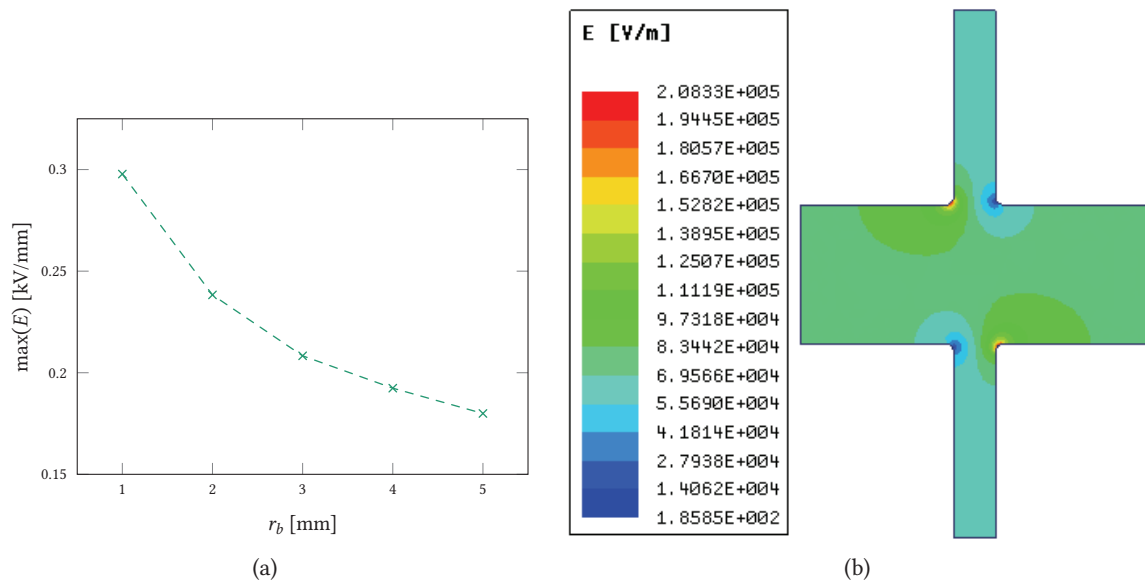 0.3
0.25
0.2
0.15
1
2
3
4
5
max(E) [kV/mm]
r_b [mm]
(a)
E [V/m]
2.0833E+005
1.9445E+005
1.8057E+005
1.6670E+005
1.5282E+005
1.3895E+005
1.2507E+005
1.1119E+005
9.7318E+004
8.3442E+004
6.9566E+004
5.5690E+004
4.1814E+004
2.7938E+004
1.4062E+004
1.8585E+002
(b)